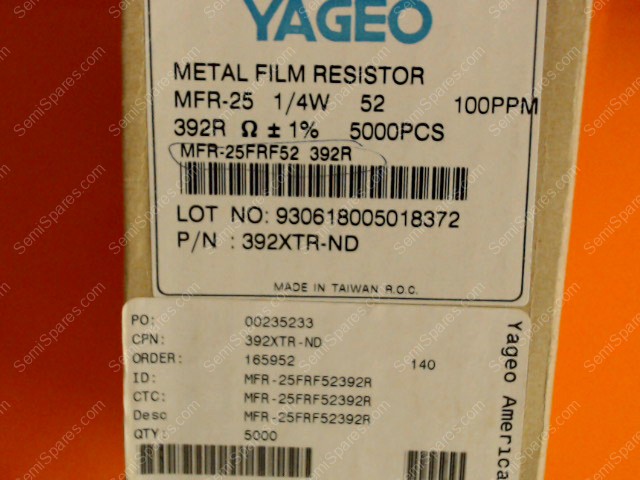 YAGEO
METAL FILM RESISTOR
MFR-25 1/4W 52 100PPM
392R Ω ± 1% 5000PCS
MFR-25FRF52 392R
LOT NO: 930618005018372
P/N : 392XTR-ND
MADE IN TAIWAN R.O.C.
PO: 00235233
CPN: 392XTR-ND
ORDER: 165952 140
ID: MFR-25FRF52392R
CTC: MFR-25FRF52392R
Desc MFR-25FRF52392R
QTY: 5000
Yageo America
SemiSpares.com